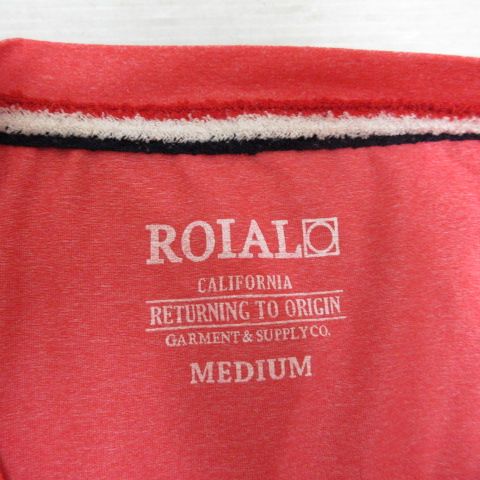 ROIAL
CALIFORNIA
RETURNING TO ORIGIN
GARMENT & SUPPLY CO.
MEDIUM